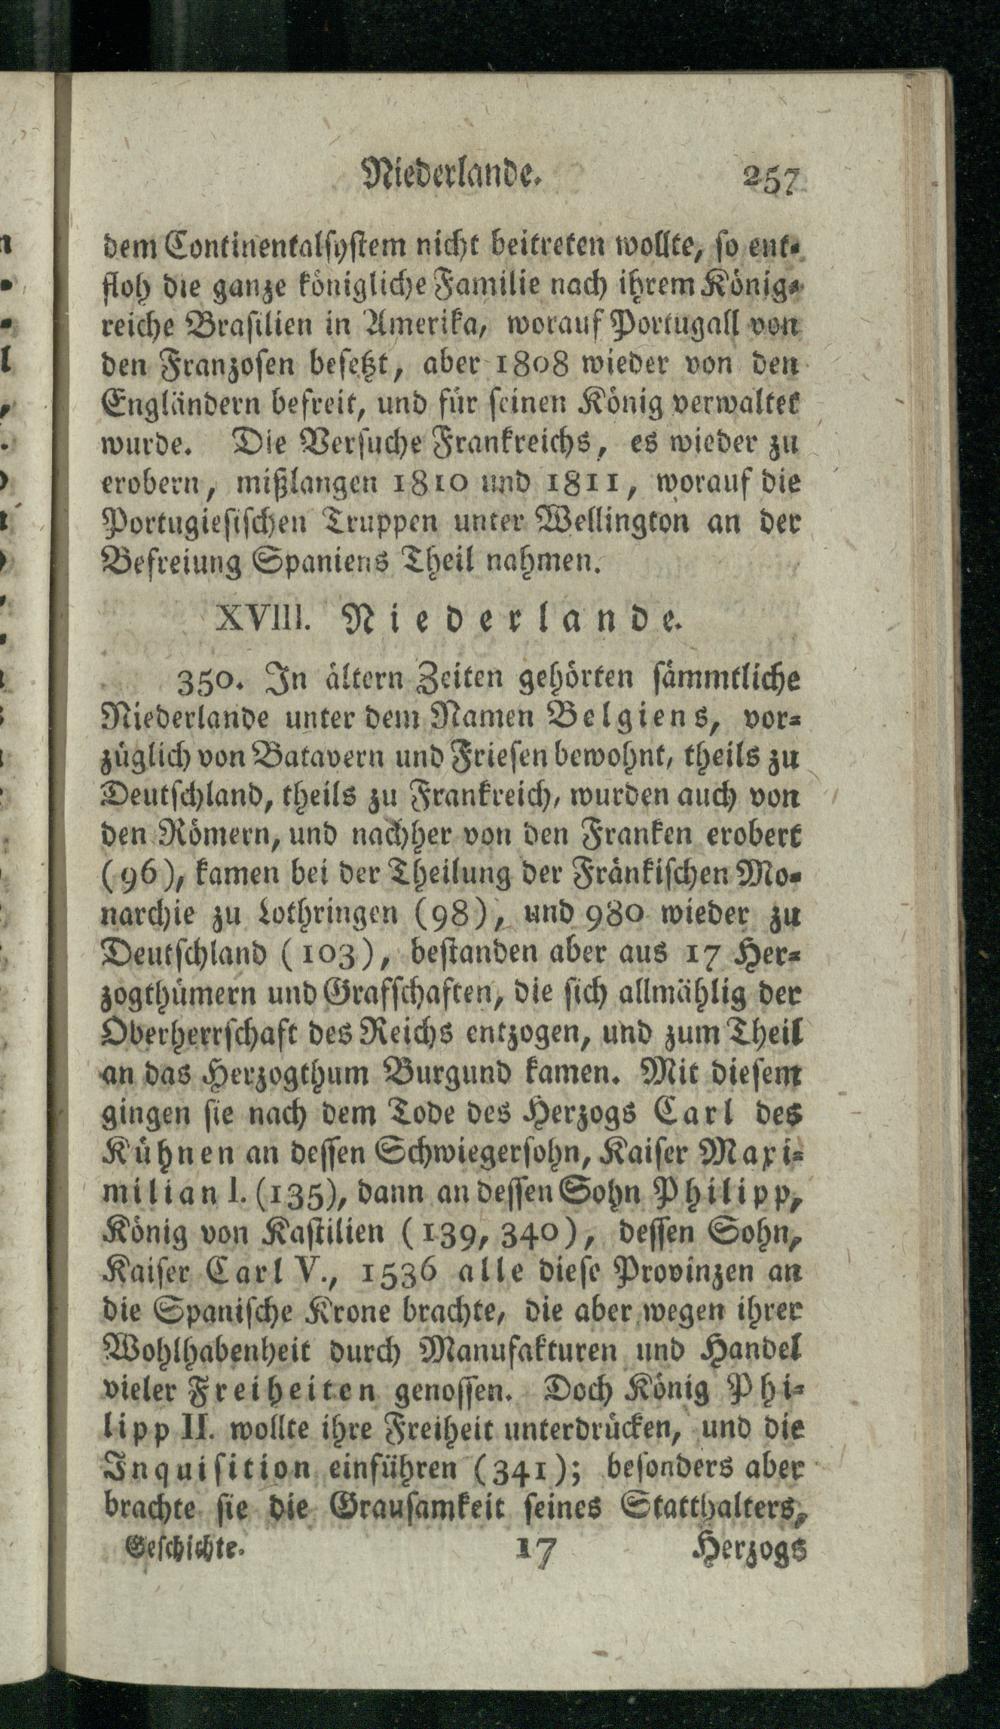 Niederlande. 257
dem Continentalsystem nicht beitreten wollte, so ent-
floh die ganze königliche Familie nach ihrem König-
reiche Brasilien in Amerika, worauf Portugall von
den Franzosen besetzt, aber 1808 wieder von den
Engländern befreit, und für seinen König verwaltet
wurde. Die Versuche Frankreichs, es wieder zu
erobern, mißlangen 1810 und 1811, worauf die
Portugiesischen Truppen unter Wellington an der
Befreiung Spaniens Theil nahmen.
XVIII. Niederlande.
350. In ältern Zeiten gehörten sämmtliche
Niederlande unter dem Namen Belgiens, vor-
züglich von Batavern und Friesen bewohnt, theils zu
Deutschland, theils zu Frankreich, wurden auch von
den Römern, und nachher von den Franken erobert
(96), kamen bei der Theilung der Fränkischen Mo-
narchie zu Lothringen (98), und 980 wieder zu
Deutschland (103), bestanden aber aus 17 Her-
zogthümern und Grafschaften, die sich allmählig der
Oberherrschaft des Reichs entzogen, und zum Theil
an das Herzogthum Burgund kamen. Mit diesem
gingen sie nach dem Tode des Herzogs Carl des
Kühnen an dessen Schwiegersohn, Kaiser Maxi-
milian I. (135), dann an dessen Sohn Philipp,
König von Kastilien (139, 340), dessen Sohn,
Kaiser Carl V., 1536 alle diese Provinzen an
die Spanische Krone brachte, die aber wegen ihrer
Wohlhabenheit durch Manufakturen und Handel
vieler Freiheiten genossen. Doch König Phi-
lipp II. wollte ihre Freiheit unterdrücken, und die
Inquisition einführen (341); besonders aber
brachte sie die Grausamkeit seines Statthalters,
Geschichte. 17 Herzogs